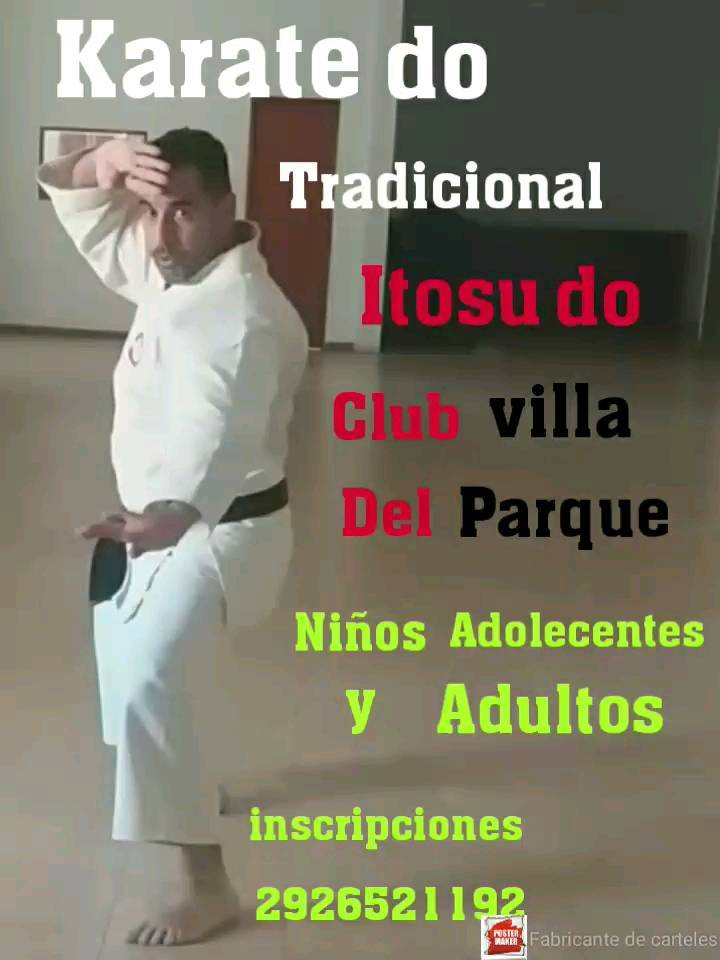 Karate do
Tradicional
Itosu do
Club villa
Del Parque
Niños Adolecentes
y Adultos
inscripciones
2926521192
POSTER
MAKER
Fabricante de carteles